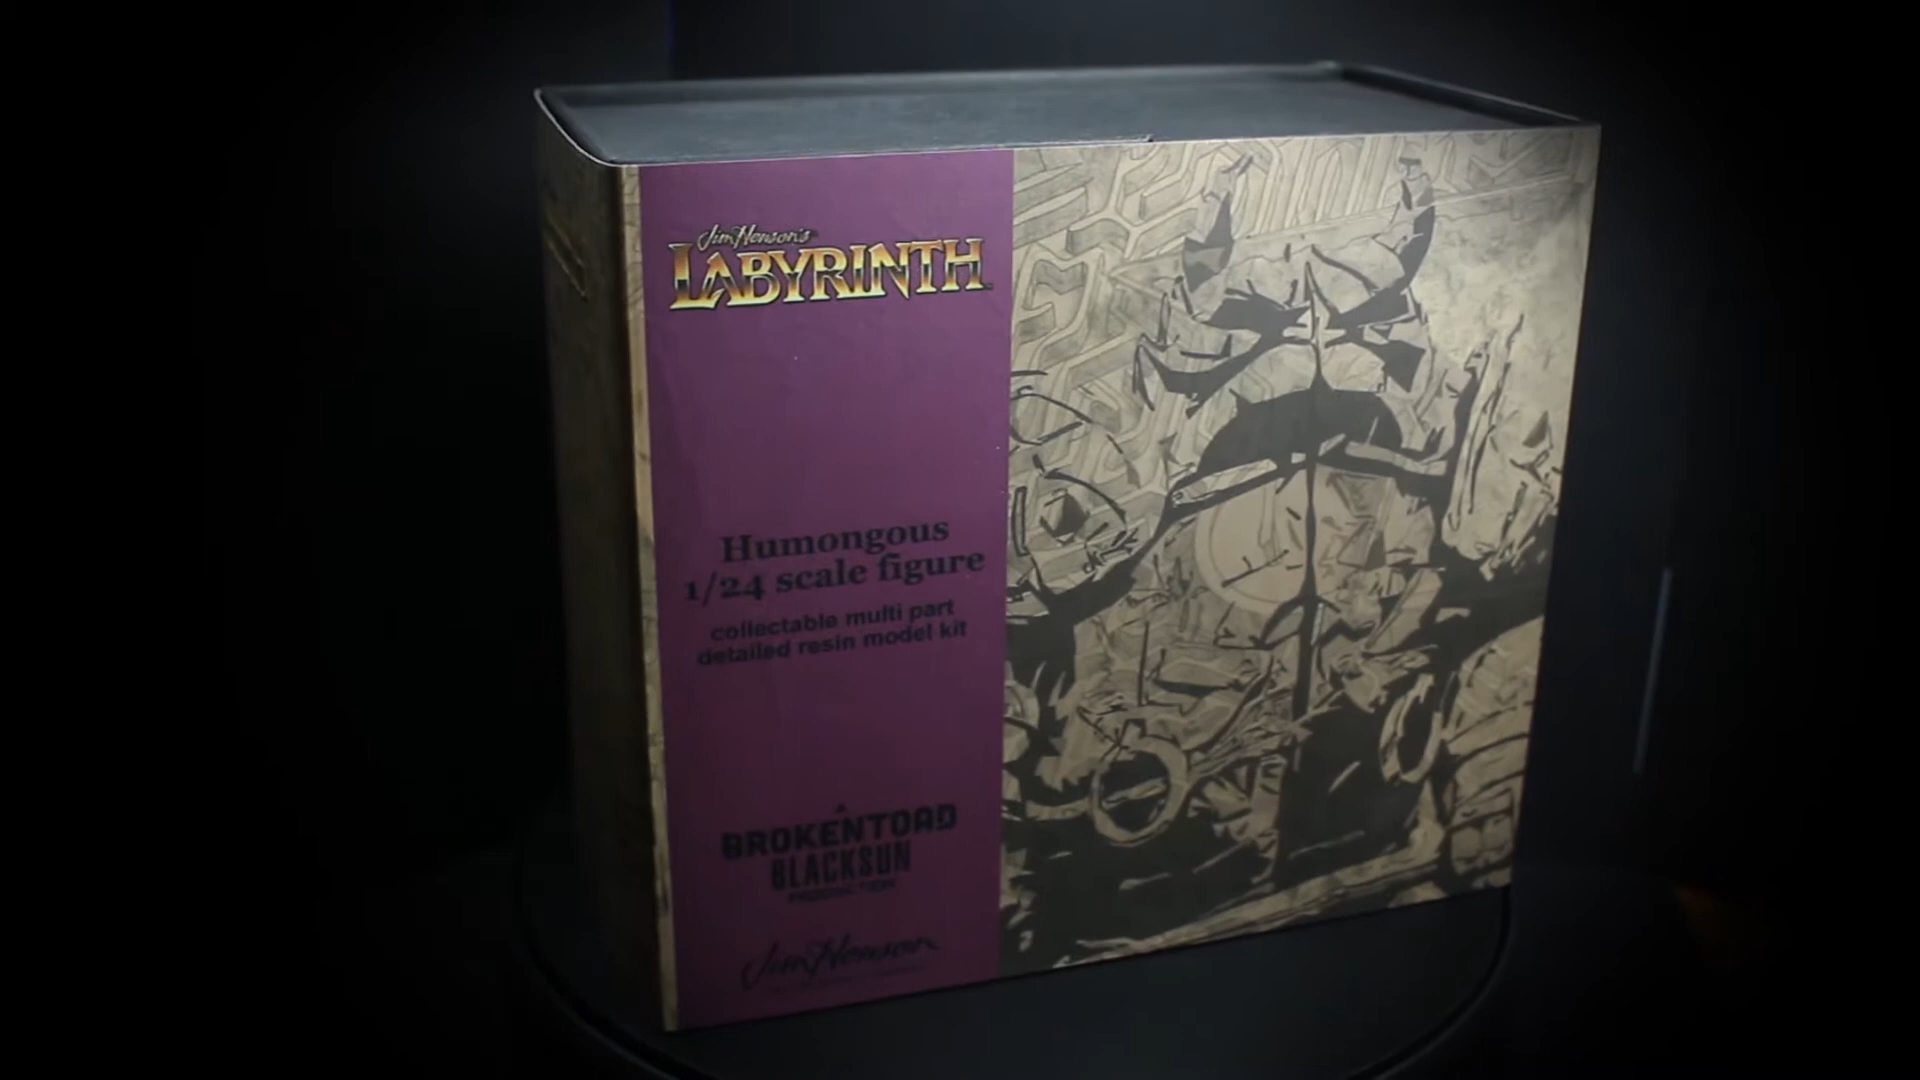 Jim Henson's
LABYRINTH
Humongous
1/24 scale figure
collectable multi part
detailed resin model kit
A
BROKENTOAD
BLACKSUN
PRODUCTION
Jim Henson